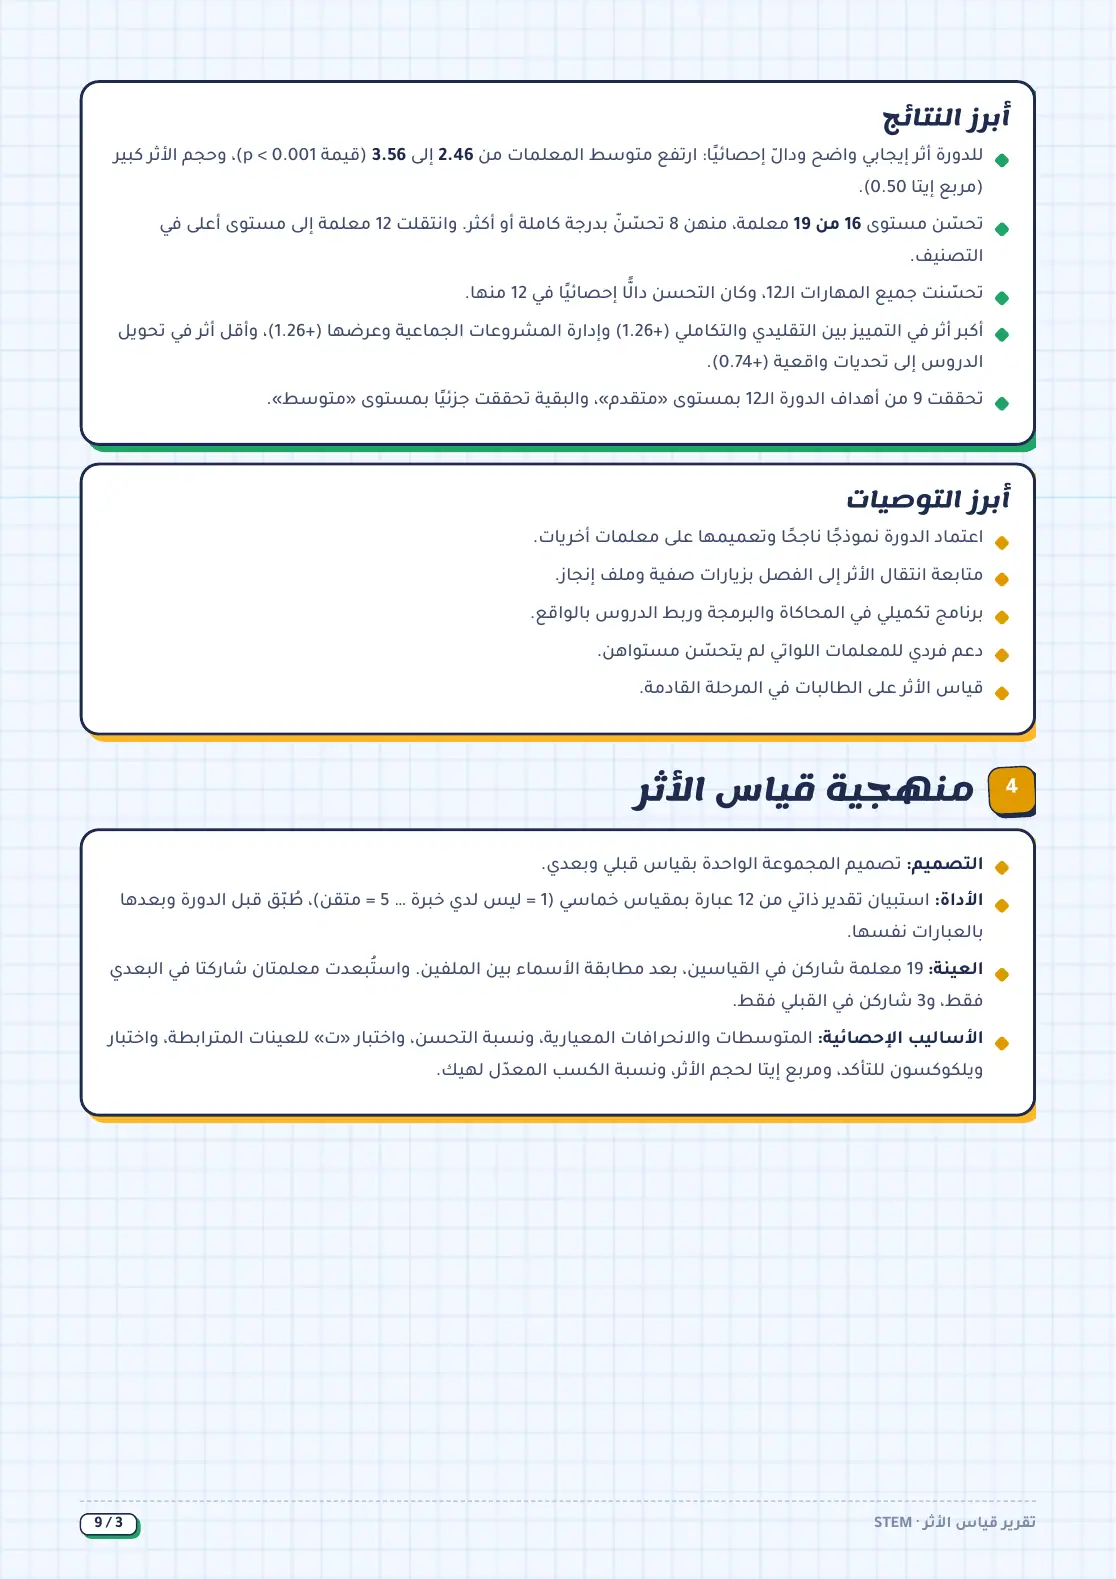 أبرز النتائج
للدورة أثر إيجابي واضح ودالّ إحصائيًا: ارتفع متوسط المعلمات من 2.46 إلى 3.56 (قيمة p < 0.001)، وحجم الأثر كبير
(مربع إيتا 0.50).
تحسّن مستوى 16 من 19 معلمة، منهن 8 تحسّنّ بدرجة كاملة أو أكثر. وانتقلت 12 معلمة إلى مستوى أعلى في
التصنيف.
تحسّنت جميع المهارات الـ12، وكان التحسن دالًّا إحصائيًا في 12 منها.
أكبر أثر في التمييز بين التقليدي والتكاملي (+1.26) وإدارة المشروعات الجماعية وعرضها (+1.26)، وأقل أثر في تحويل
الدروس إلى تحديات واقعية (+0.74).
تحققت 9 من أهداف الدورة الـ12 بمستوى «متقدم»، والبقية تحققت جزئيًا بمستوى «متوسط».
أبرز التوصيات
اعتماد الدورة نموذجًا ناجحًا وتعميمها على معلمات أخريات.
متابعة انتقال الأثر إلى الفصل بزيارات صفية وملف إنجاز.
برنامج تكميلي في المحاكاة والبرمجة وربط الدروس بالواقع.
دعم فردي للمعلمات اللواتي لم يتحسّن مستواهن.
قياس الأثر على الطالبات في المرحلة القادمة.
4 منهجية قياس الأثر
التصميم: تصميم المجموعة الواحدة بقياس قبلي وبعدي.
الأداة: استبيان تقدير ذاتي من 12 عبارة بمقياس خماسي (1 = ليس لدي خبرة … 5 = متقن)، طُبّق قبل الدورة وبعدها
بالعبارات نفسها.
العينة: 19 معلمة شاركن في القياسين، بعد مطابقة الأسماء بين الملفين. واستُبعدت معلمتان شاركتا في البعدي
فقط، و3 شاركن في القبلي فقط.
الأساليب الإحصائية: المتوسطات والانحرافات المعيارية، ونسبة التحسن، واختبار «ت» للعينات المترابطة، واختبار
ويلكوكسون للتأكد، ومربع إيتا لحجم الأثر، ونسبة الكسب المعدّل لهيك.
تقرير قياس الأثر · STEM
9 / 3